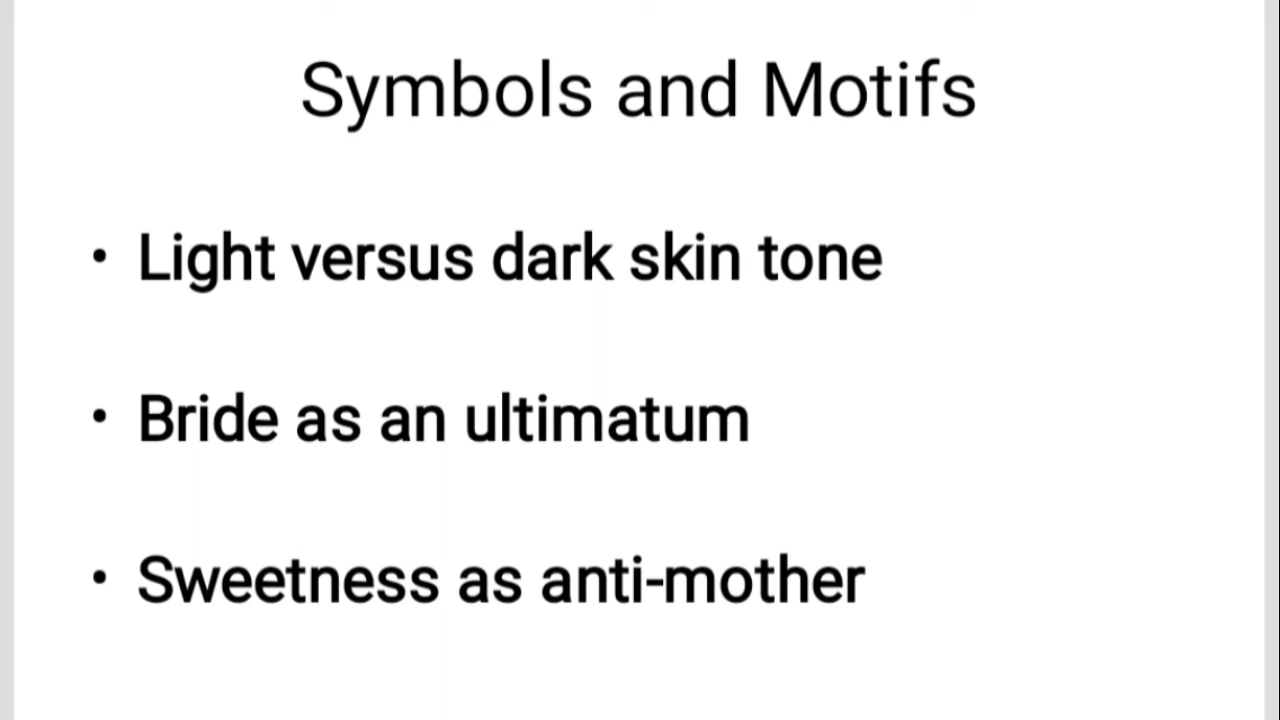 Symbols and Motifs
• Light versus dark skin tone
• Bride as an ultimatum
• Sweetness as anti-mother